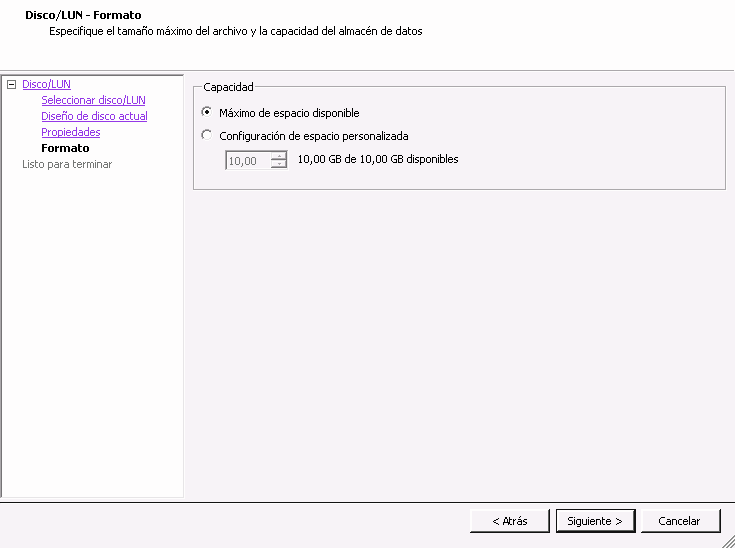 Disco/LUN - Formato
Especifique el tamaño máximo del archivo y la capacidad del almacén de datos
Disco/LUN
Seleccionar disco/LUN
Diseño de disco actual
Propiedades
Formato
Listo para terminar
Capacidad
Máximo de espacio disponible
Configuración de espacio personalizada
10,00 10,00 GB de 10,00 GB disponibles
< Atrás Siguiente > Cancelar